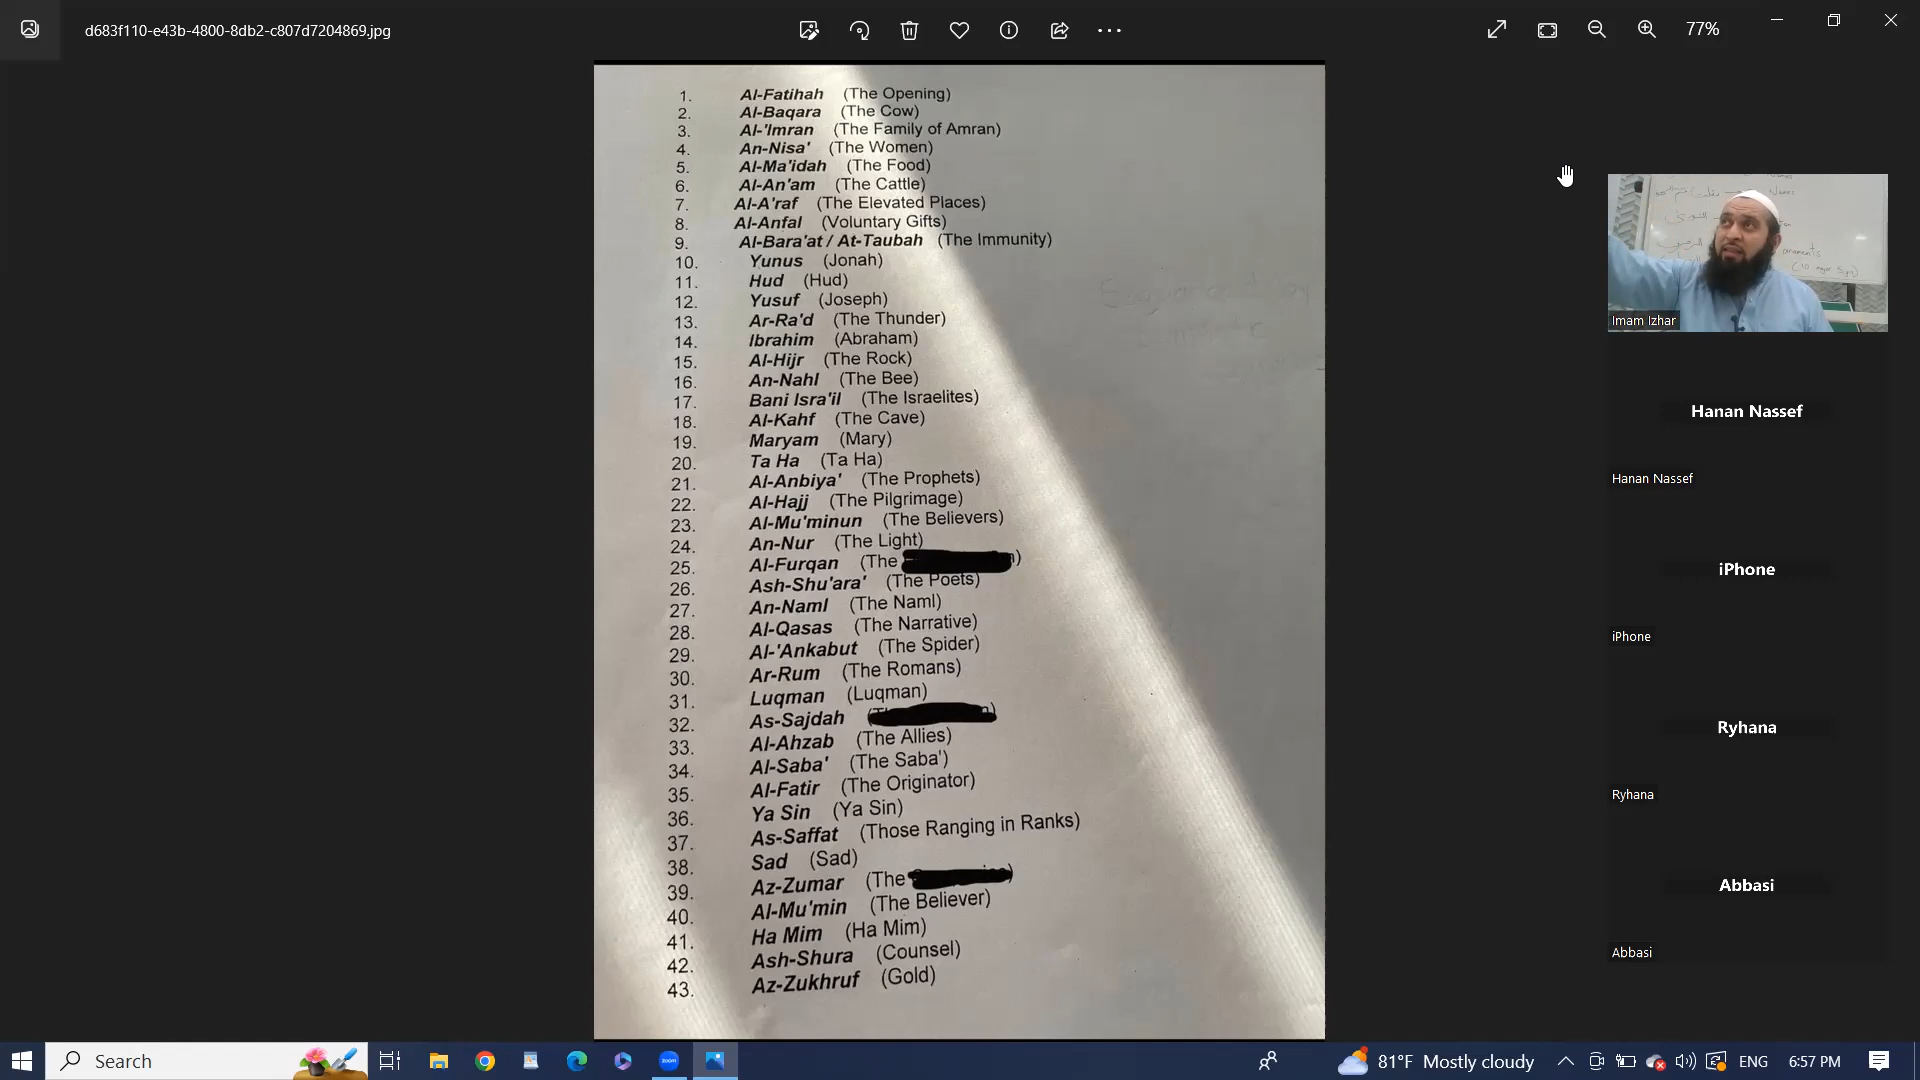 d683f110-e43b-4800-8db2-c807d7204869.jpg
77%
1. Al-Fatihah (The Opening)
2. Al-Baqara (The Cow)
3. Al-'Imran (The Family of Amran)
4. An-Nisa' (The Women)
5. Al-Ma'idah (The Food)
6. Al-An'am (The Cattle)
7. Al-A'raf (The Elevated Places)
8. Al-Anfal (Voluntary Gifts)
9. Al-Bara'at / At-Taubah (The Immunity)
10. Yunus (Jonah)
11. Hud (Hud)
12. Yusuf (Joseph)
13. Ar-Ra'd (The Thunder)
14. Ibrahim (Abraham)
15. Al-Hijr (The Rock)
16. An-Nahl (The Bee)
17. Bani Isra'il (The Israelites)
18. Al-Kahf (The Cave)
19. Maryam (Mary)
20. Ta Ha (Ta Ha)
21. Al-Anbiya' (The Prophets)
22. Al-Hajj (The Pilgrimage)
23. Al-Mu'minun (The Believers)
24. An-Nur (The Light)
25. Al-Furqan (The )
26. Ash-Shu'ara' (The Poets)
27. An-Naml (The Naml)
28. Al-Qasas (The Narrative)
29. Al-'Ankabut (The Spider)
30. Ar-Rum (The Romans)
31. Luqman (Luqman)
32. As-Sajdah
33. Al-Ahzab (The Allies)
34. Al-Saba' (The Saba')
35. Al-Fatir (The Originator)
36. Ya Sin (Ya Sin)
37. As-Saffat (Those Ranging in Ranks)
38. Sad (Sad)
39. Az-Zumar (The )
40. Al-Mu'min (The Believer)
41. Ha Mim (Ha Mim)
42. Ash-Shura (Counsel)
43. Az-Zukhruf (Gold)
(10 major
Imam Izhar
Hanan Nassef
Hanan Nassef
iPhone
iPhone
Ryhana
Ryhana
Abbasi
Abbasi
Search
zoom
81°F Mostly cloudy
ENG
6:57 PM